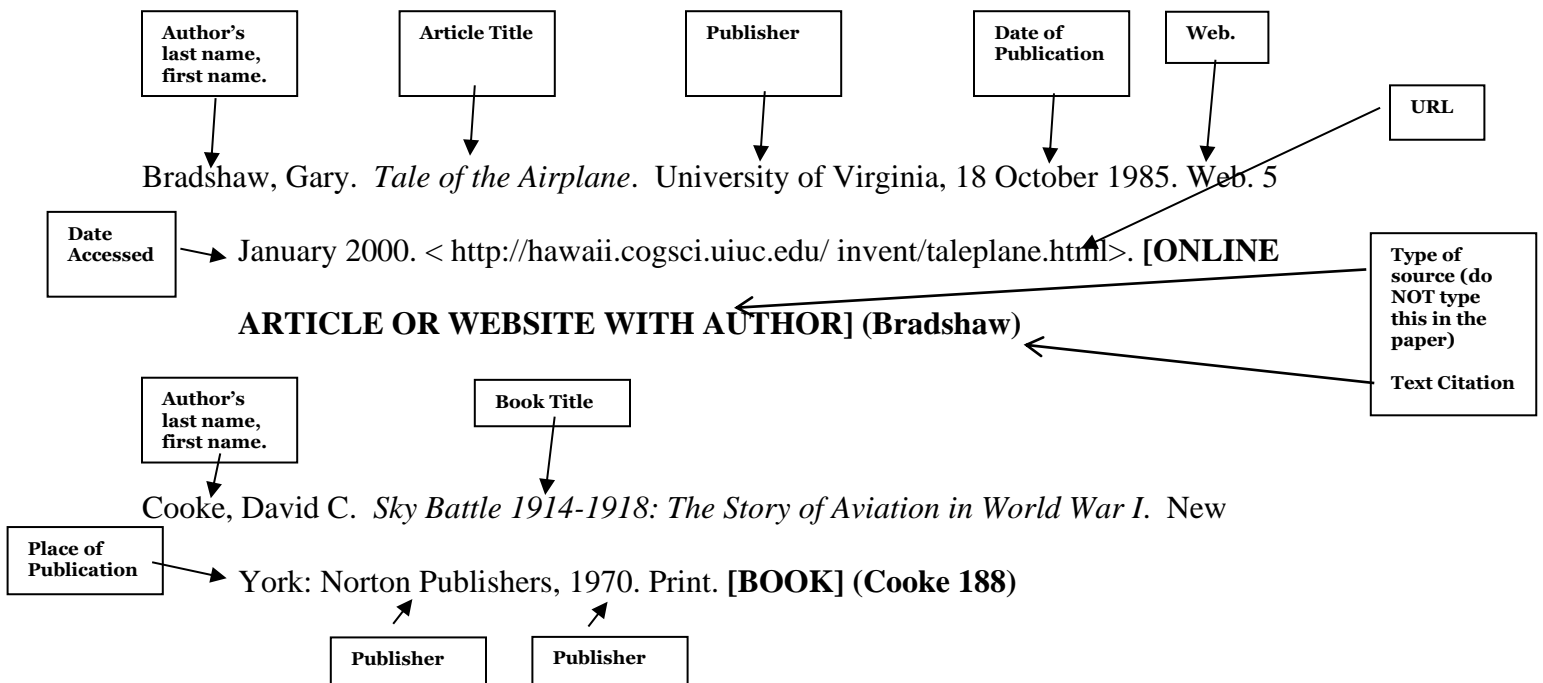 Author's
last name,
first name.
Article Title
Publisher
Date of
Publication
Web.
URL
Bradshaw, Gary. Tale of the Airplane. University of Virginia, 18 October 1985. Web. 5
Date
Accessed
January 2000. < http://hawaii.cogsci.uiuc.edu/ invent/taleplane.html>. [ONLINE
ARTICLE OR WEBSITE WITH AUTHOR] (Bradshaw)
Type of
source (do
NOT type
this in the
paper)
Text Citation
Author's
last name,
first name.
Book Title
Cooke, David C. Sky Battle 1914-1918: The Story of Aviation in World War I. New
Place of
Publication
York: Norton Publishers, 1970. Print. [BOOK] (Cooke 188)
Publisher
Publisher